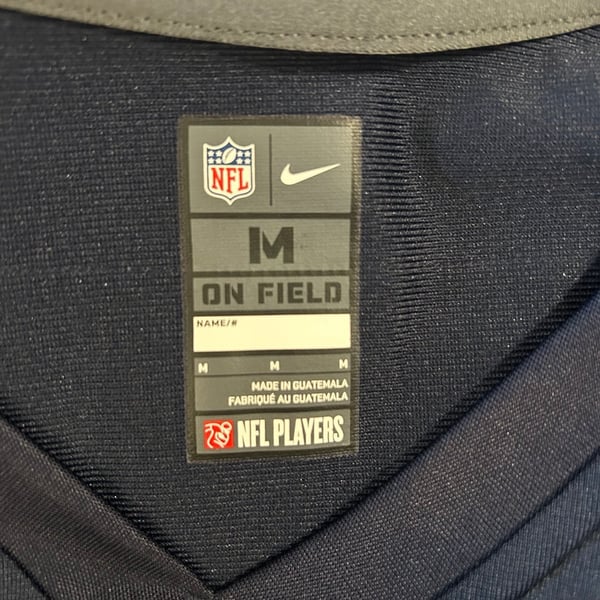 NFL
M
ON FIELD
NAME/#
M M M
MADE IN GUATEMALA
FABRIQUÉ AU GUATEMALA
NFL PLAYERS